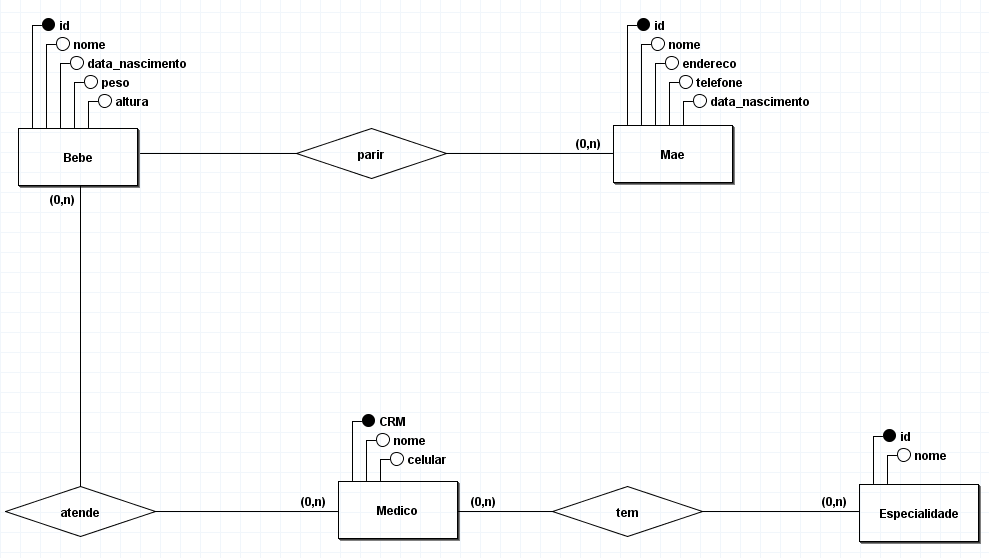 id
nome
data_nascimento
peso
altura
Bebe
(0,n)
parir
(0,n)
id
nome
endereco
telefone
data_nascimento
Mae
atende
(0,n)
CRM
nome
celular
Medico
(0,n)
tem
(0,n)
id
nome
Especialidade